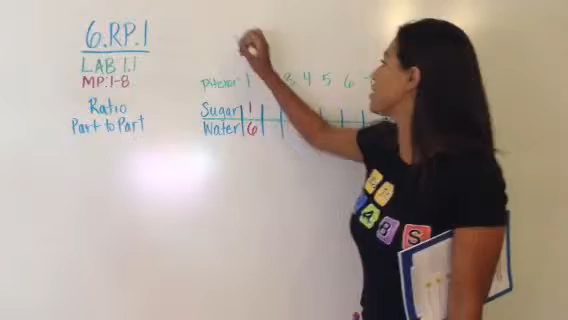 6.RP.1
LAB 1.1
MP:1-8
Ratio
Part to Part
pitcher 1 3 4 5 6
Sugar 1
Water 6
ABS